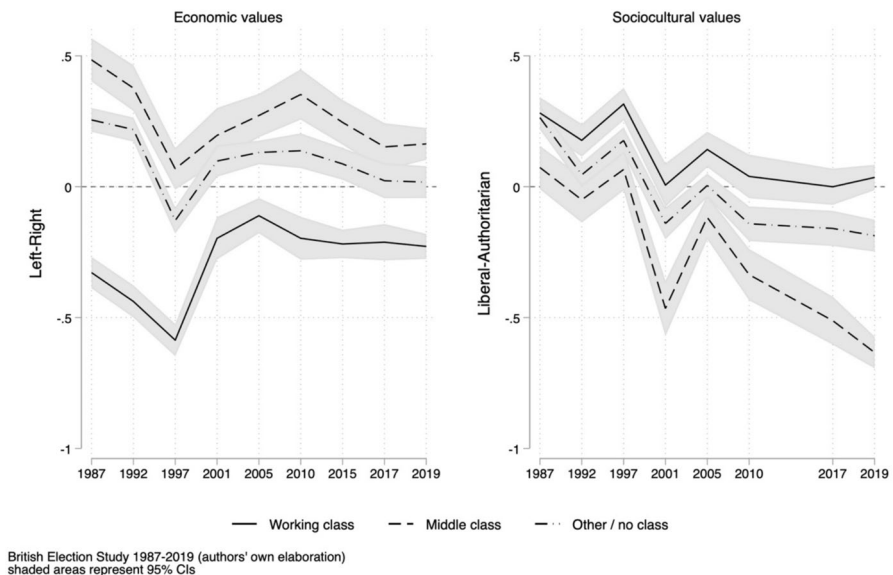 Economic values
Sociocultural values
Left-Right
.5
0
-.5
-1
1987 1992 1997 2001 2005 2010 2015 2017 2019
Liberal-Authoritarian
.5
0
-.5
-1
1987 1992 1997 2001 2005 2010 2017 2019
Working class Middle class Other / no class
British Election Study 1987-2019 (authors' own elaboration)
shaded areas represent 95% CIs